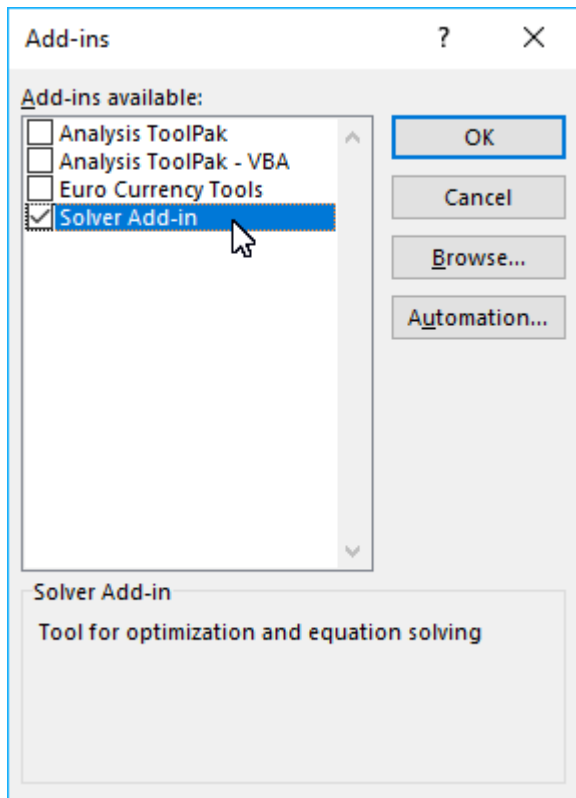 Add-ins
?
Add-ins available:
Analysis ToolPak
Analysis ToolPak - VBA
Euro Currency Tools
Solver Add-in
OK
Cancel
Browse...
Automation...
Solver Add-in
Tool for optimization and equation solving